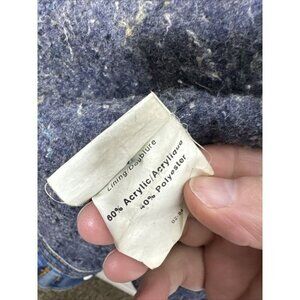 Lining/Doublure
60% Acrylic/Acrylique
40% Polyester